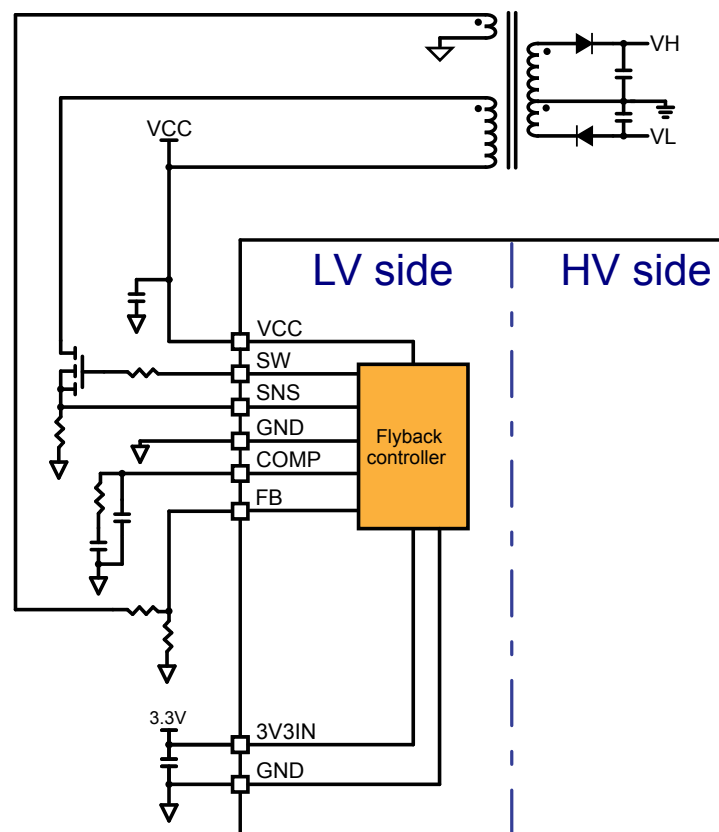 VH
VCC
VL
LV side
HV side
VCC
SW
SNS
GND
Flyback
controller
COMP
FB
3.3V
3V3IN
GND